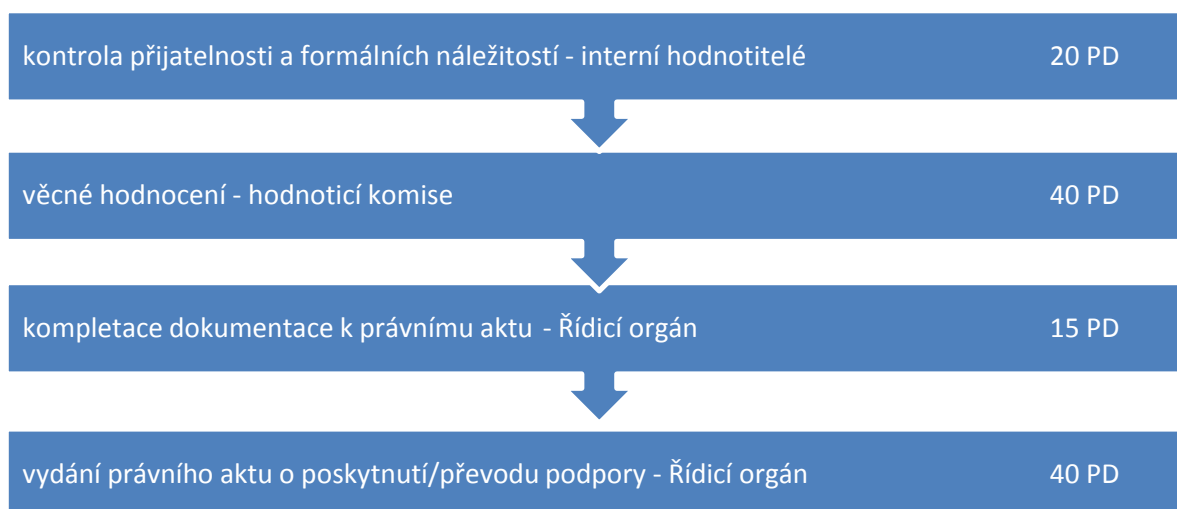 kontrola přijatelnosti a formálních náležitostí - interní hodnotitelé 20 PD
věcné hodnocení - hodnoticí komise 40 PD
kompletace dokumentace k právnímu aktu - Řídicí orgán 15 PD
vydání právního aktu o poskytnutí/převodu podpory - Řídicí orgán 40 PD